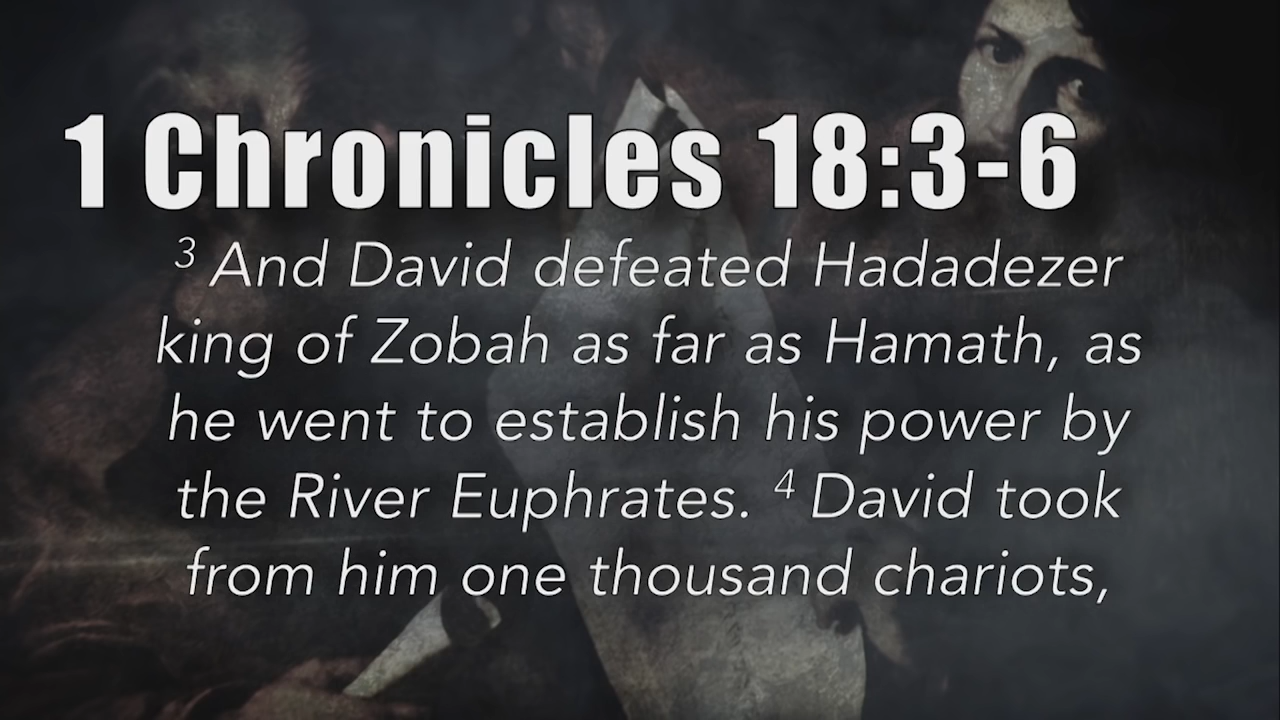 1 Chronicles 18:3-6
³ And David defeated Hadadezer
king of Zobah as far as Hamath, as
he went to establish his power by
the River Euphrates. ⁴ David took
from him one thousand chariots,